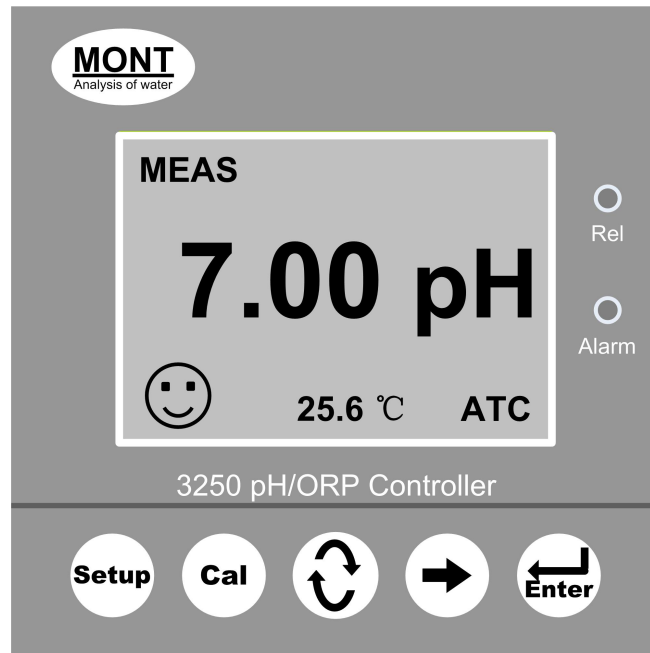 MONT
Analysis of water
MEAS
Rel
7.00 pH
Alarm
25.6 ℃ ATC
3250 pH/ORP Controller
Setup Cal Enter